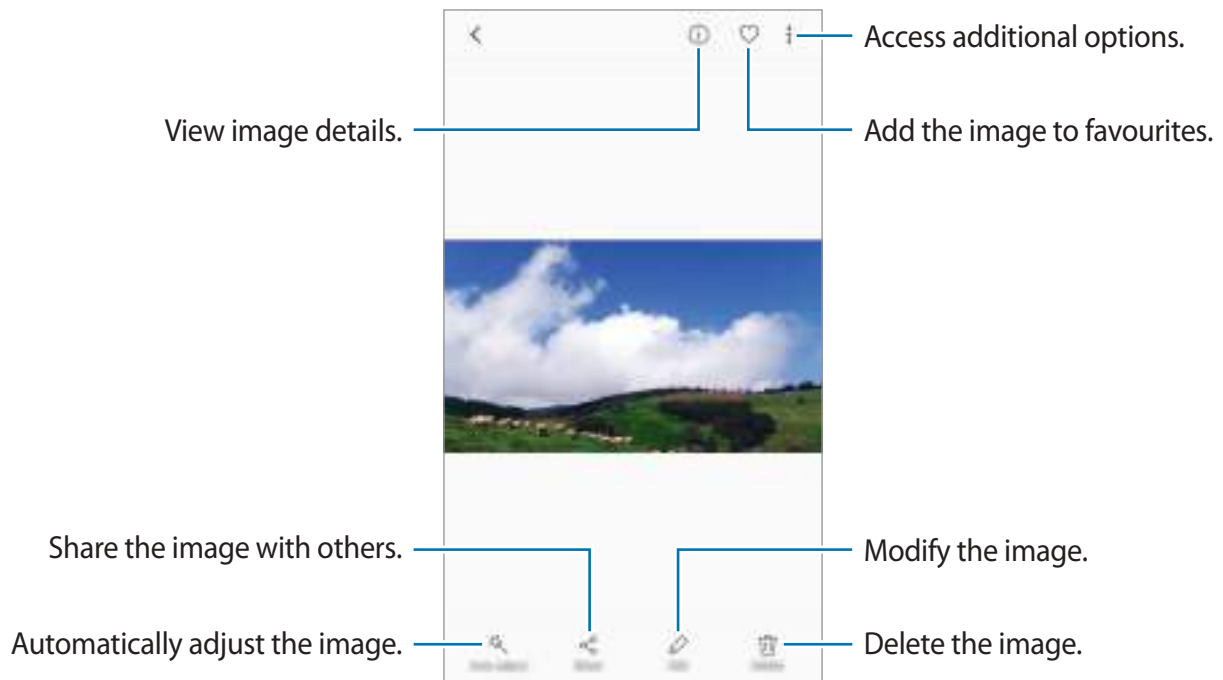 Access additional options.
View image details.
Add the image to favourites.
Share the image with others.
Modify the image.
Automatically adjust the image.
Delete the image.